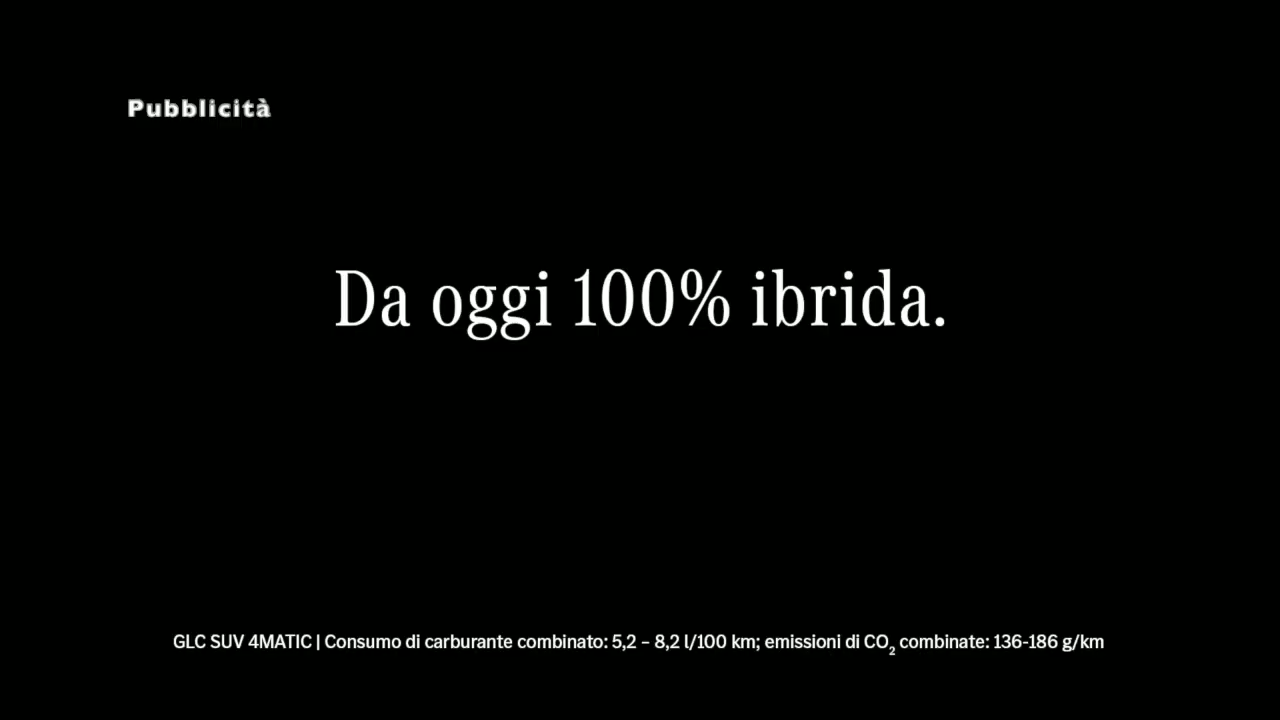 Pubblicità
Da oggi 100% ibrida.
GLC SUV 4MATIC | Consumo di carburante combinato: 5,2 – 8,2 l/100 km; emissioni di CO₂ combinate: 136-186 g/km